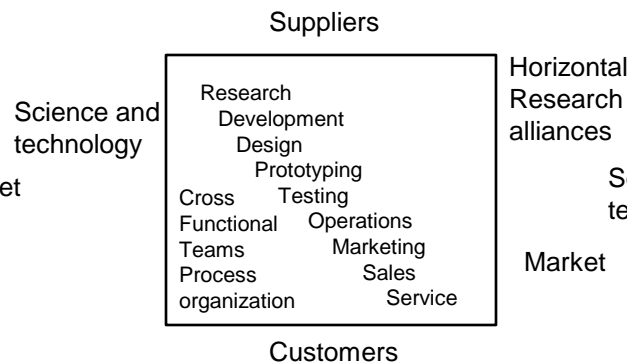 Suppliers
Science and
technology
et
Research
Development
Design
Prototyping
Testing
Operations
Marketing
Sales
Service
Cross
Functional
Teams
Process
organization
Horizontal
Research
alliances
Market
Customers